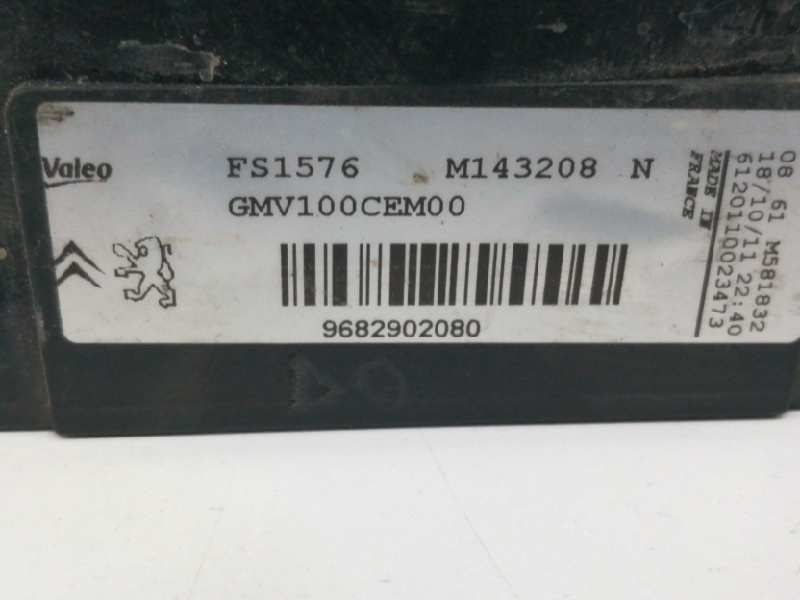 Valeo
FS1576 M143208 N
GMV100CEM00
9682902080
MADE IN
FRANCE
08 61 M581832
18/10/11 22:40
6120110023473